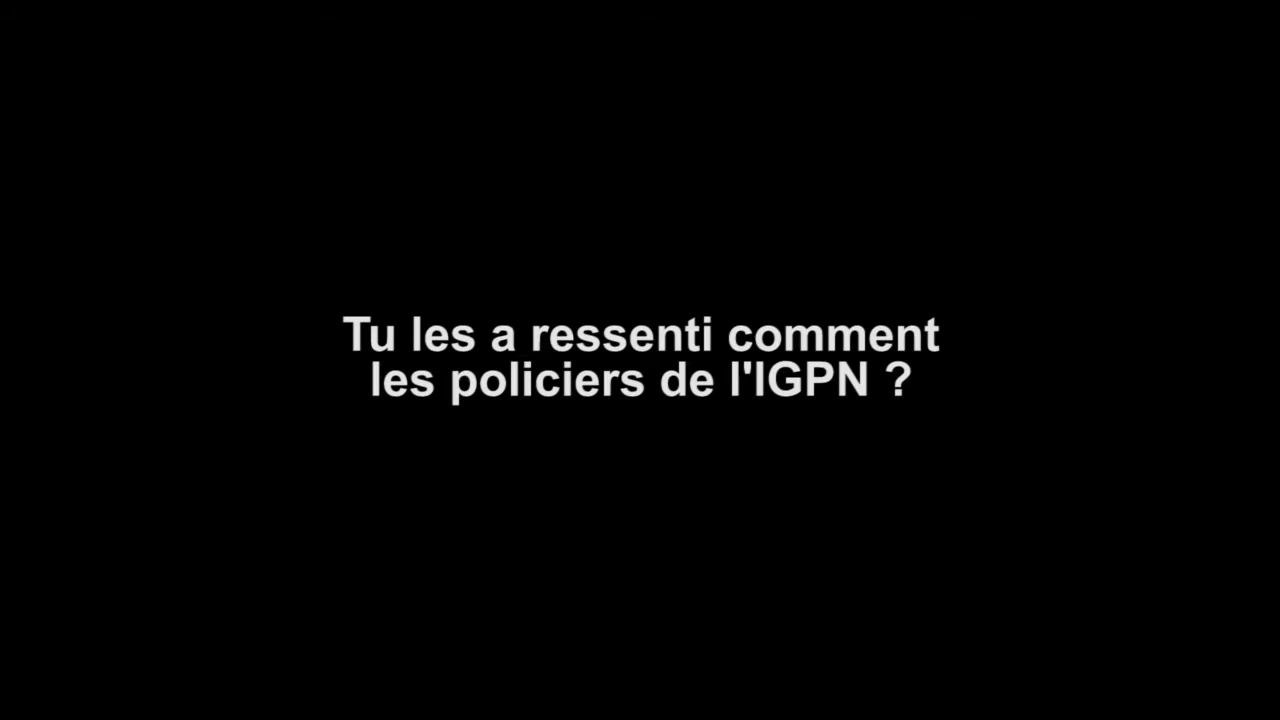 Tu les a ressenti comment
les policiers de l'IGPN ?